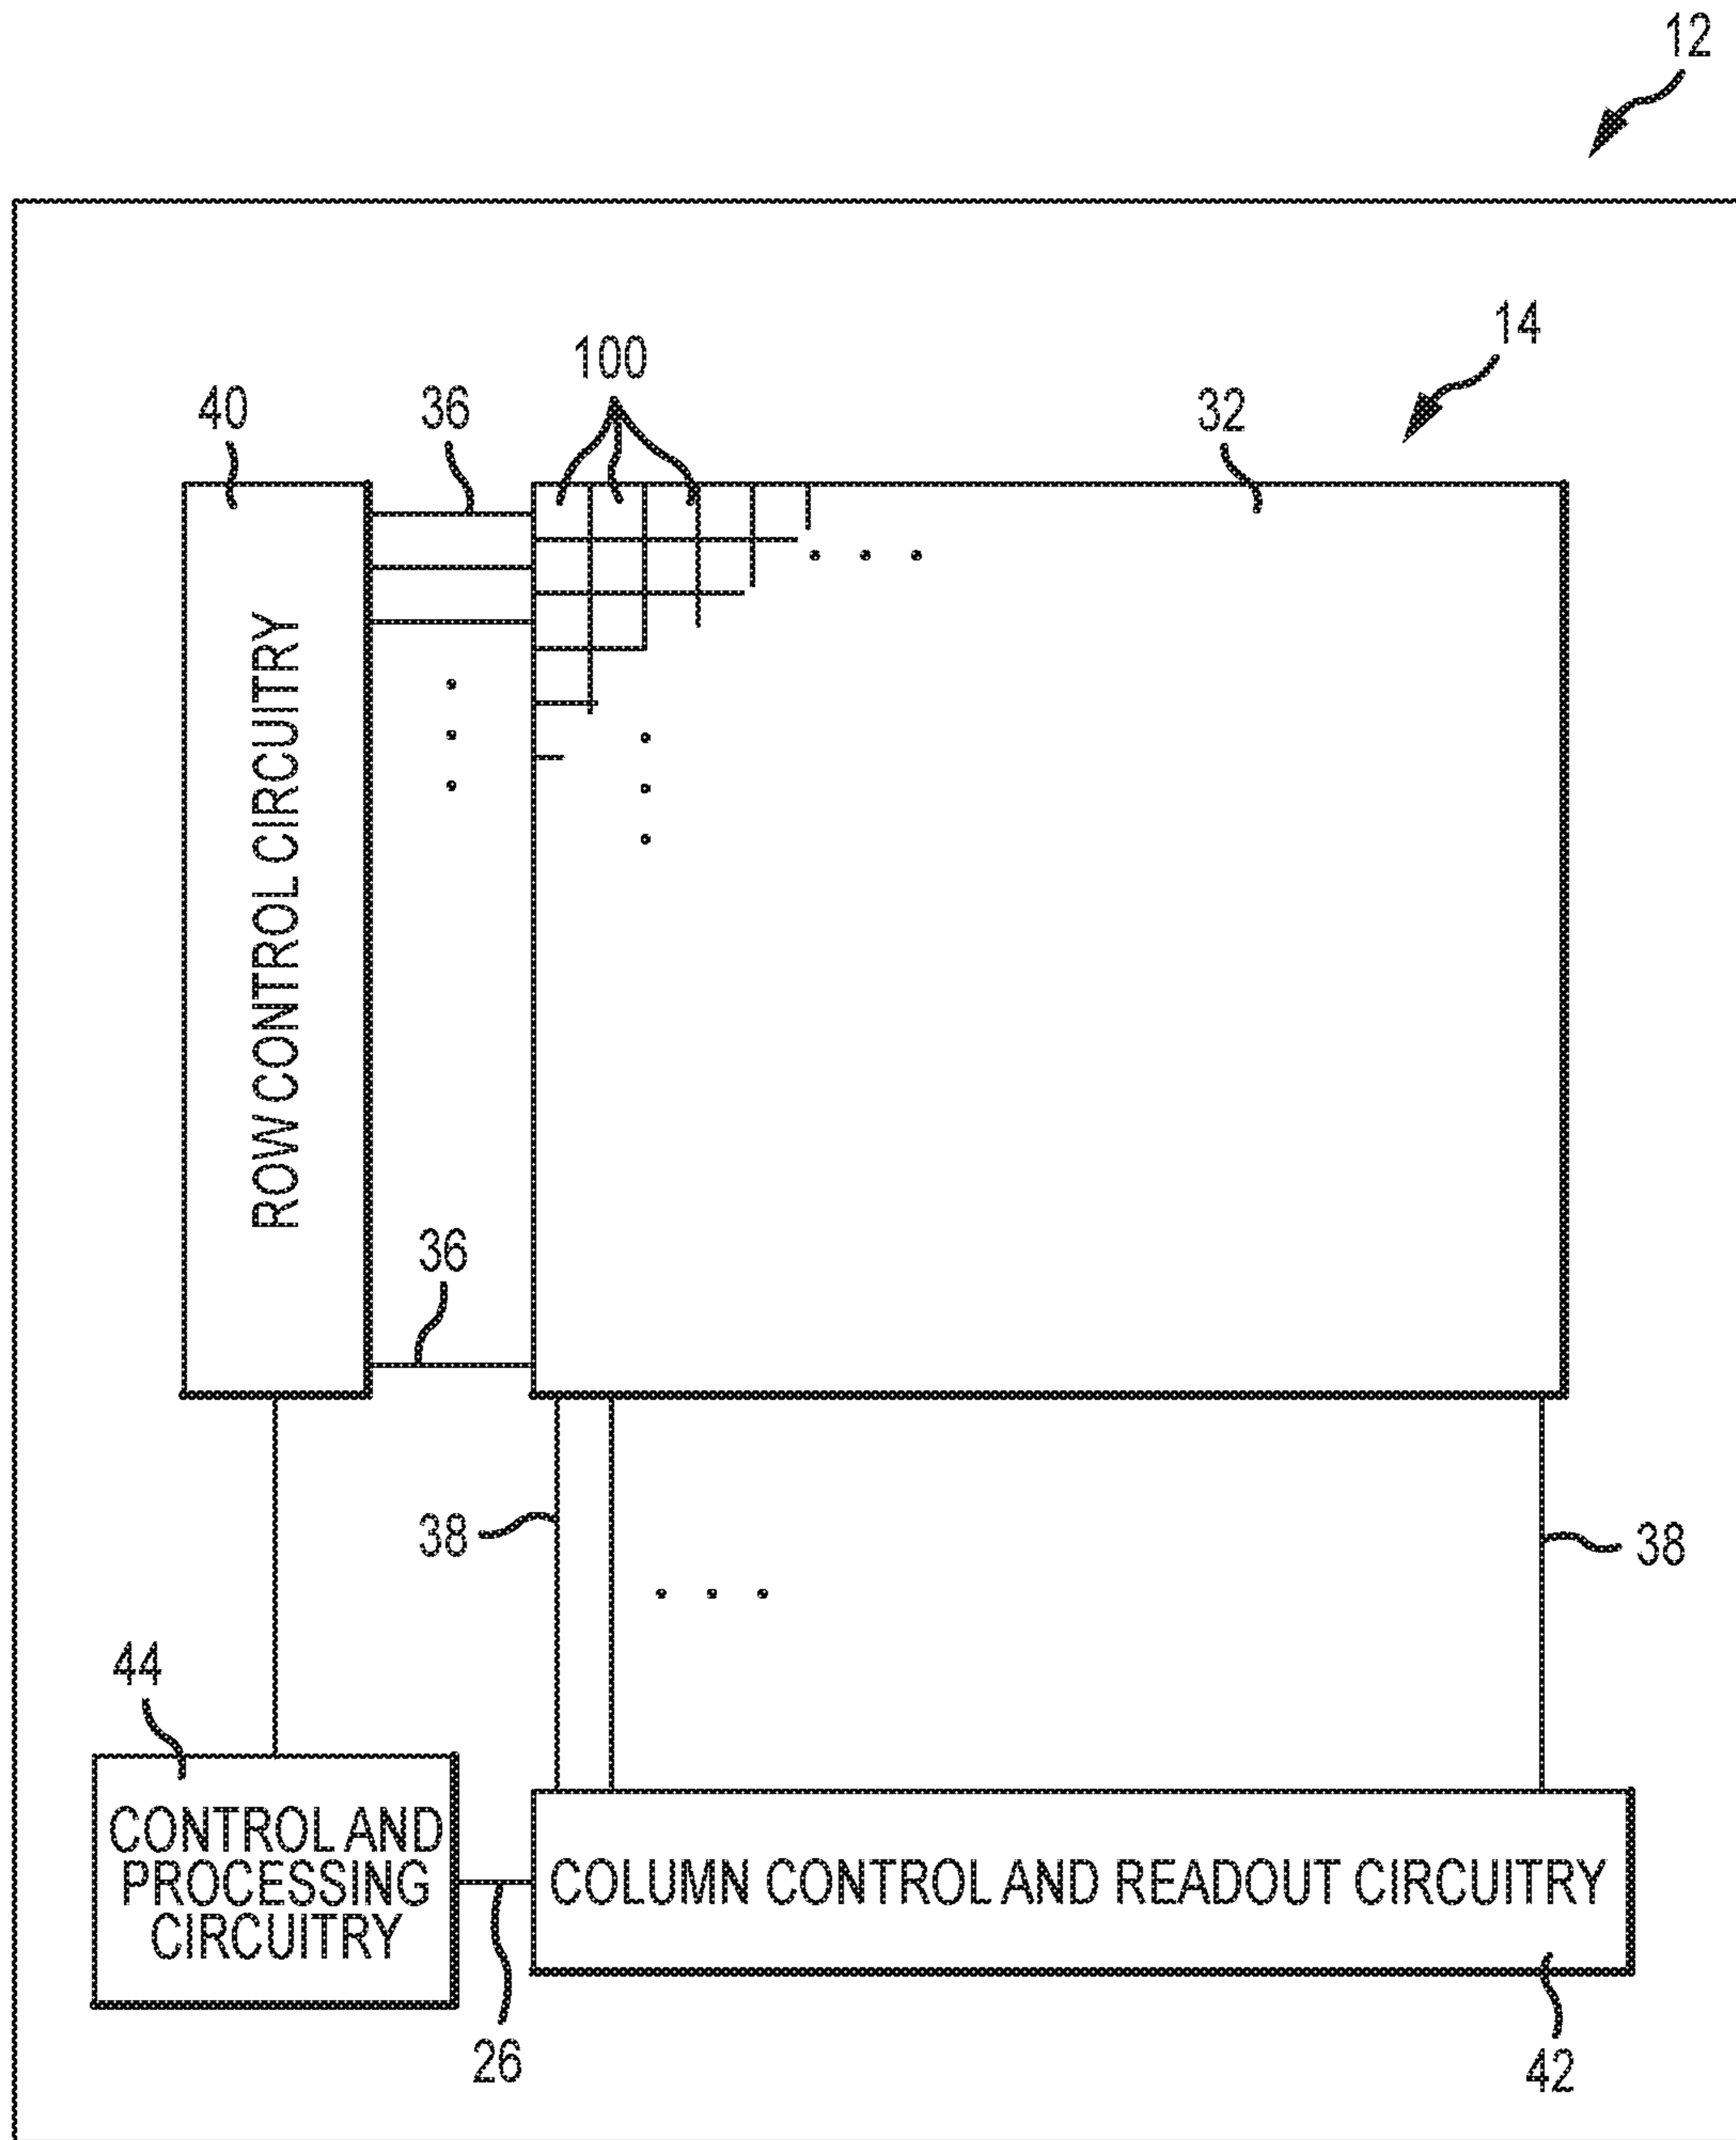 12
14
100
40
36
32
ROW CONTROL CIRCUITRY
36
38
38
44
CONTROL AND
PROCESSING
CIRCUITRY
COLUMN CONTROL AND READOUT CIRCUITRY
26
42